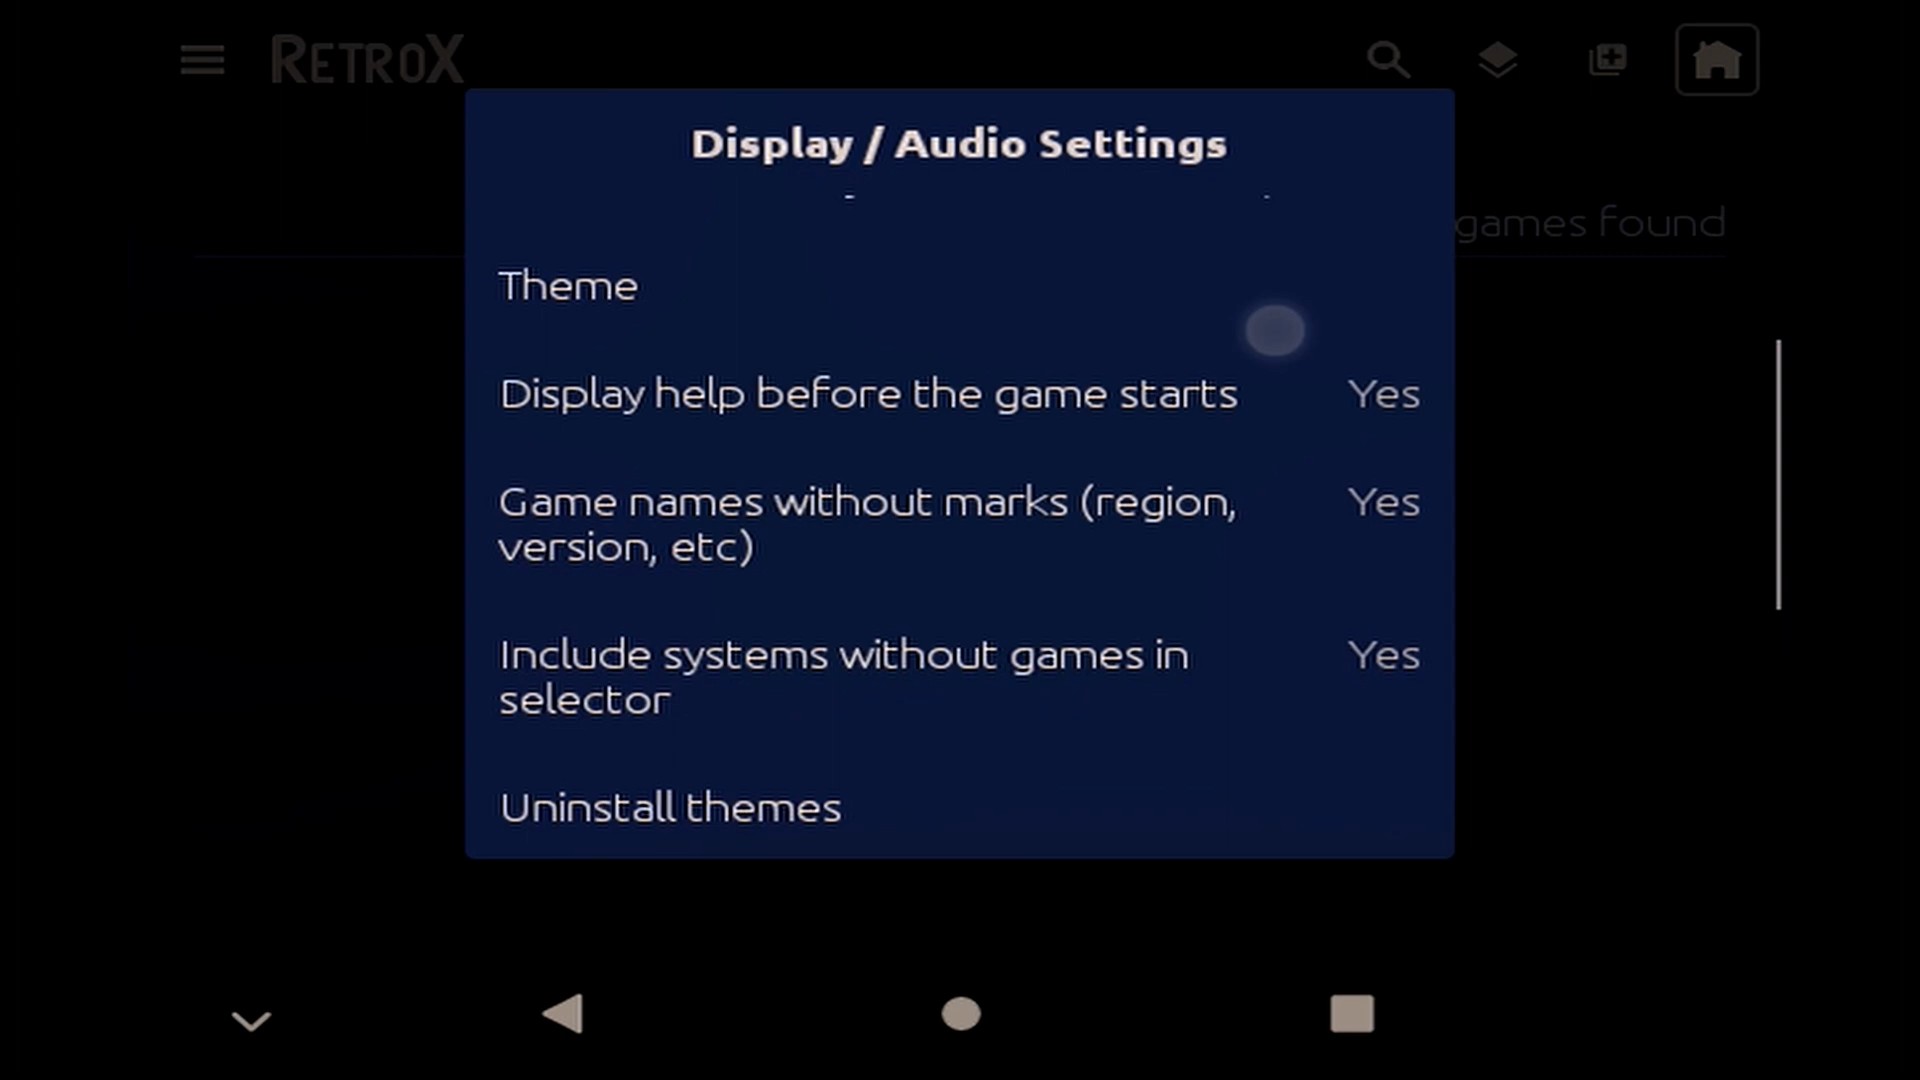 RETROX
Display / Audio Settings
games found
Theme
Display help before the game starts Yes
Game names without marks (region, Yes
version, etc)
Include systems without games in Yes
selector
Uninstall themes